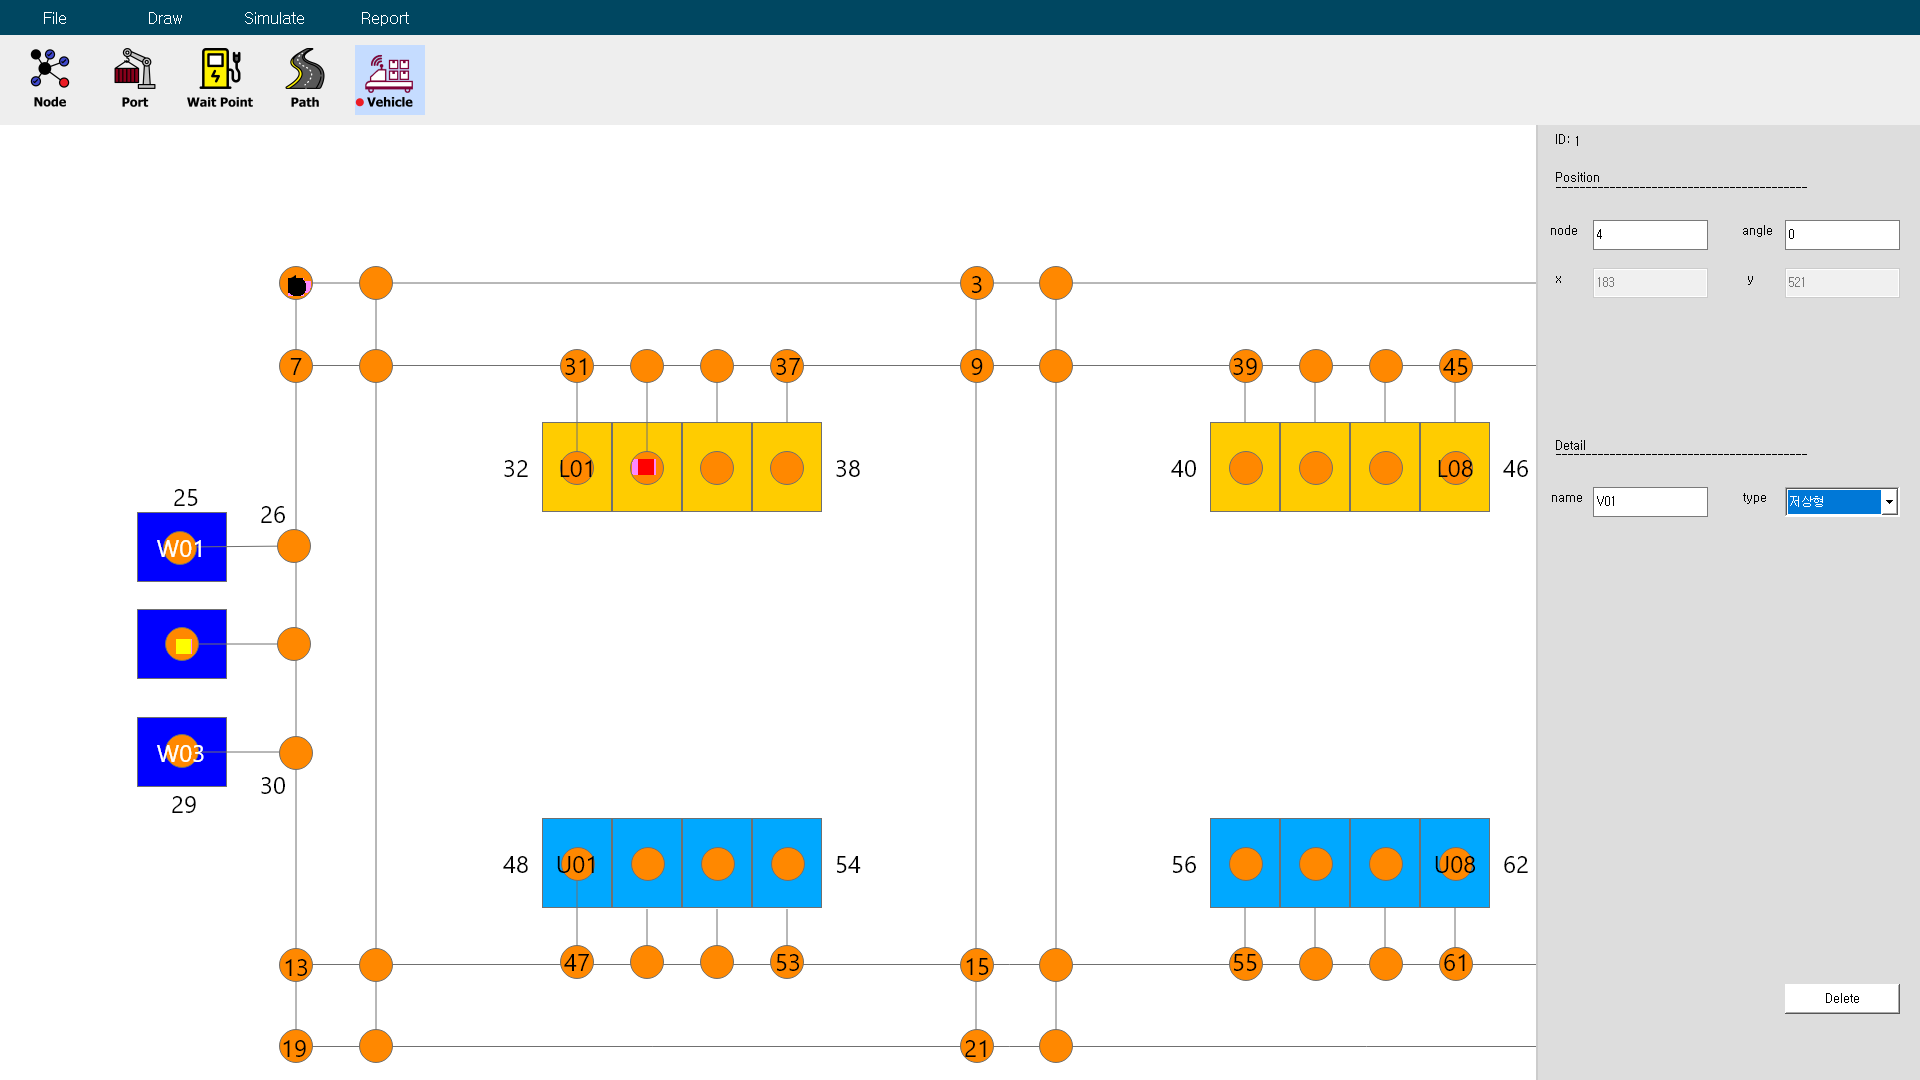 File Draw Simulate Report
Node Port Wait Point Path Vehicle
ID: 1
Position
node 4 angle 0
x 183 y 521
3
7 31 37 9 39 45
32 L01 38 40 L08 46
Detail
name V01 type 저상형
25
26
W01
W03
30
29
48 U01 54 56 U08 62
13 47 53 15 55 61
Delete
19 21